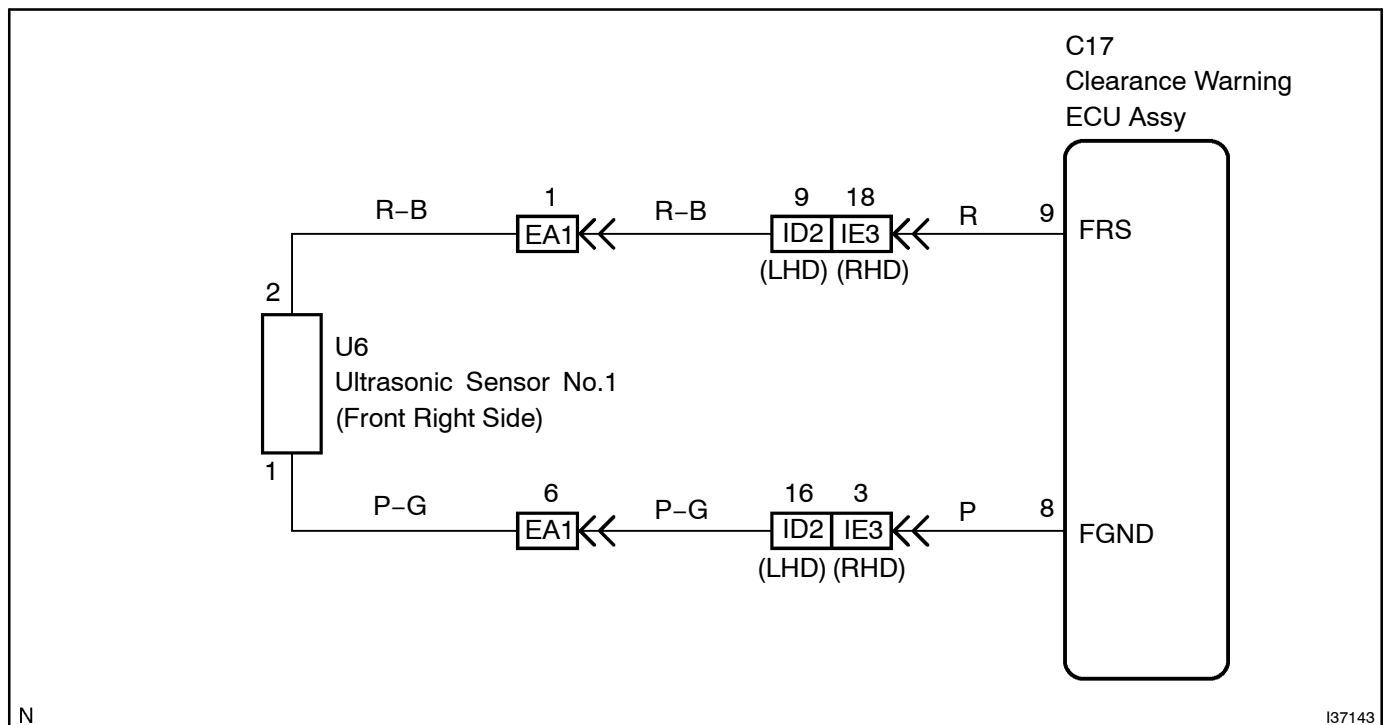 C17
Clearance Warning
ECU Assy
R−B
1
R−B
9
18
R
9
EA1
ID2
IE3
FRS
(LHD)
(RHD)
2
U6
Ultrasonic Sensor No.1
(Front Right Side)
1
P−G
6
P−G
16
3
P
8
EA1
ID2
IE3
FGND
(LHD)
(RHD)
N
I37143